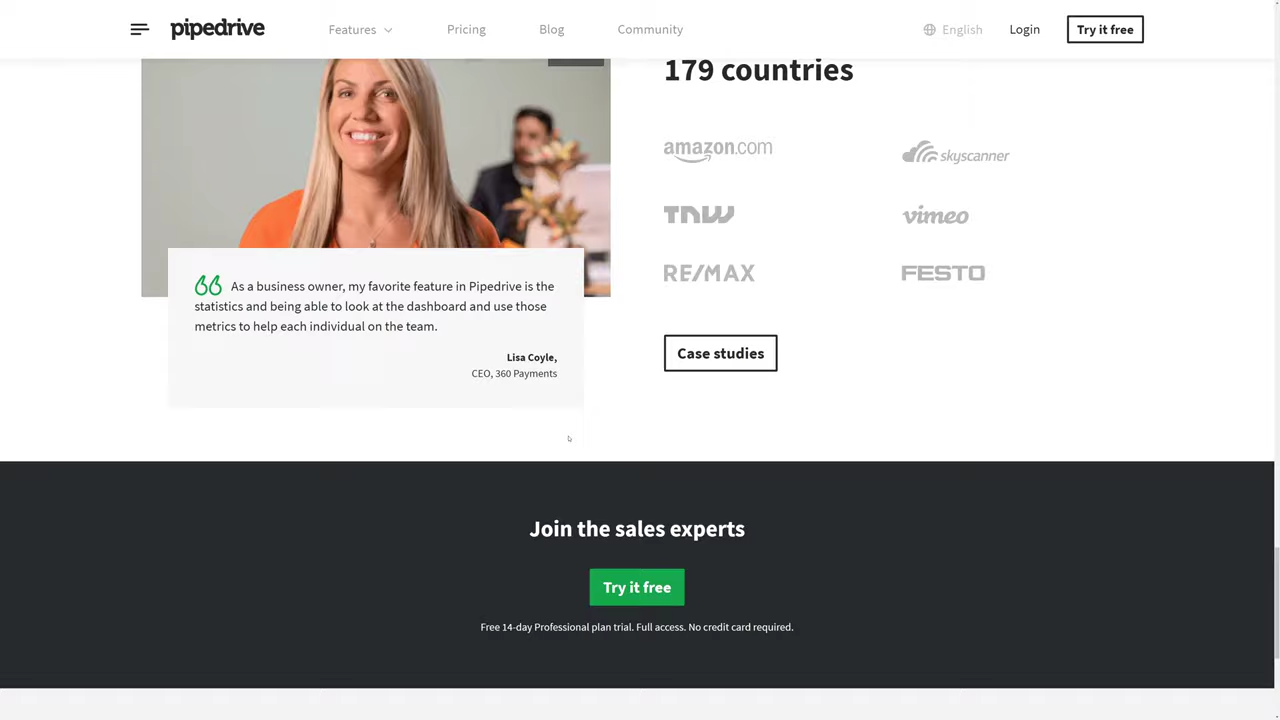 pipedrive
Features
Pricing
Blog
Community
English
Login
Try it free
179 countries
amazon.com
skyscanner
TNW
vimeo
RE/MAX
FESTO
As a business owner, my favorite feature in Pipedrive is the
statistics and being able to look at the dashboard and use those
metrics to help each individual on the team.
Lisa Coyle,
CEO, 360 Payments
Case studies
Join the sales experts
Try it free
Free 14-day Professional plan trial. Full access. No credit card required.